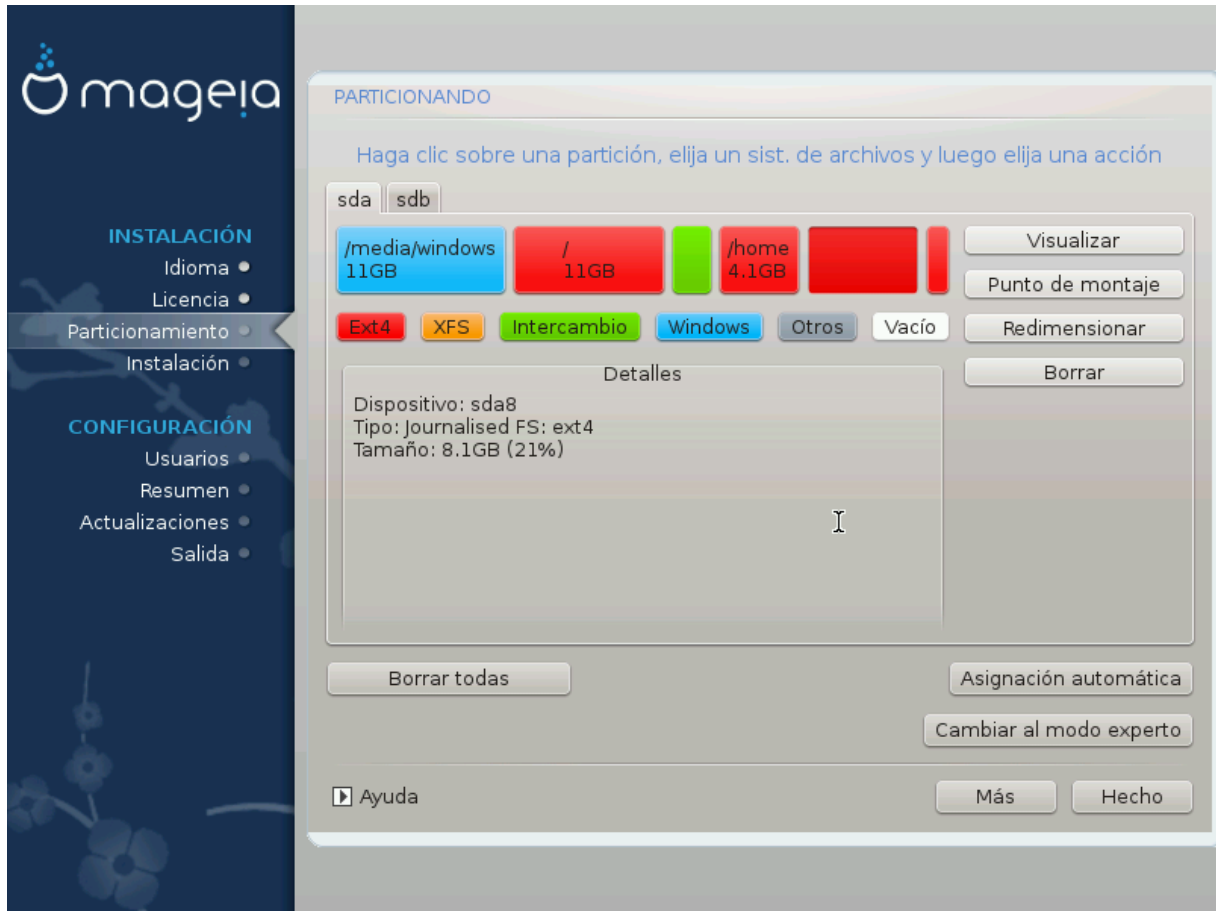 mageia
INSTALACIÓN
Idioma
Licencia
Particionamiento
Instalación
CONFIGURACIÓN
Usuarios
Resumen
Actualizaciones
Salida
PARTICIONANDO
Haga clic sobre una partición, elija un sist. de archivos y luego elija una acción
sda sdb
/media/windows
11GB
/
11GB
/home
4.1GB
Ext4 XFS Intercambio Windows Otros Vacío
Detalles
Dispositivo: sda8
Tipo: Journalised FS: ext4
Tamaño: 8.1GB (21%)
Visualizar
Punto de montaje
Redimensionar
Borrar
Borrar todas
Asignación automática
Cambiar al modo experto
Ayuda
Más
Hecho